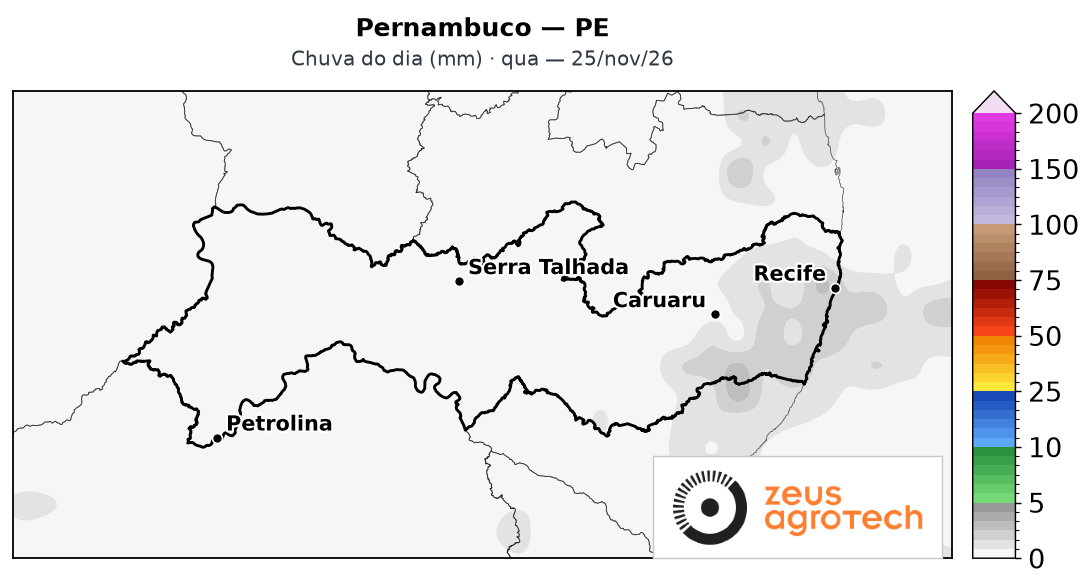 Pernambuco — PE
Chuva do dia (mm) · qua — 25/nov/26
200
150
100
75
50
25
10
5
0
Serra Talhada
Recife
Caruaru
Petrolina
zeus
agrotech